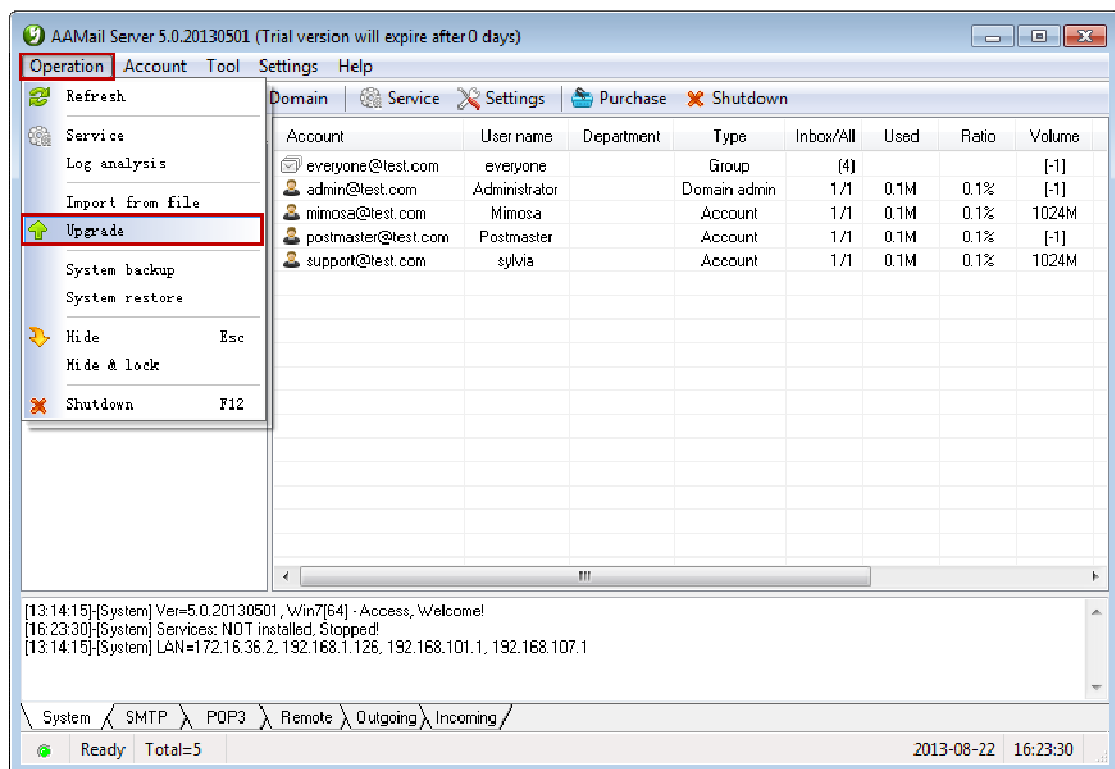 AAMail Server 5.0.20130501 (Trial version will expire after 0 days)
Operation Account Tool Settings Help
Refresh
Service
Log analysis
Import from file
Upgrade
System backup
System restore
Hide Esc
Hide & lock
Shutdown F12
Domain Service Settings Purchase Shutdown
Account User name Department Type Inbox/All Used Ratio Volume
everyone@test.com everyone Group [4] [-1]
admin@test.com Administrator Domain admin 1/1 0.1M 0.1% [-1]
mimosa@test.com Mimosa Account 1/1 0.1M 0.1% 1024M
postmaster@test.com Postmaster Account 1/1 0.1M 0.1% [-1]
support@test.com sylvia Account 1/1 0.1M 0.1% 1024M
[13:14:15]-[System] Ver=5.0.20130501, Win7[64] - Access, Welcome!
[16:23:30]-[System] Services: NOT installed, Stopped!
[13:14:15]-[System] LAN=172.16.36.2, 192.168.1.126, 192.168.101.1, 192.168.107.1
System SMTP POP3 Remote Outgoing Incoming
Ready Total=5 2013-08-22 16:23:30